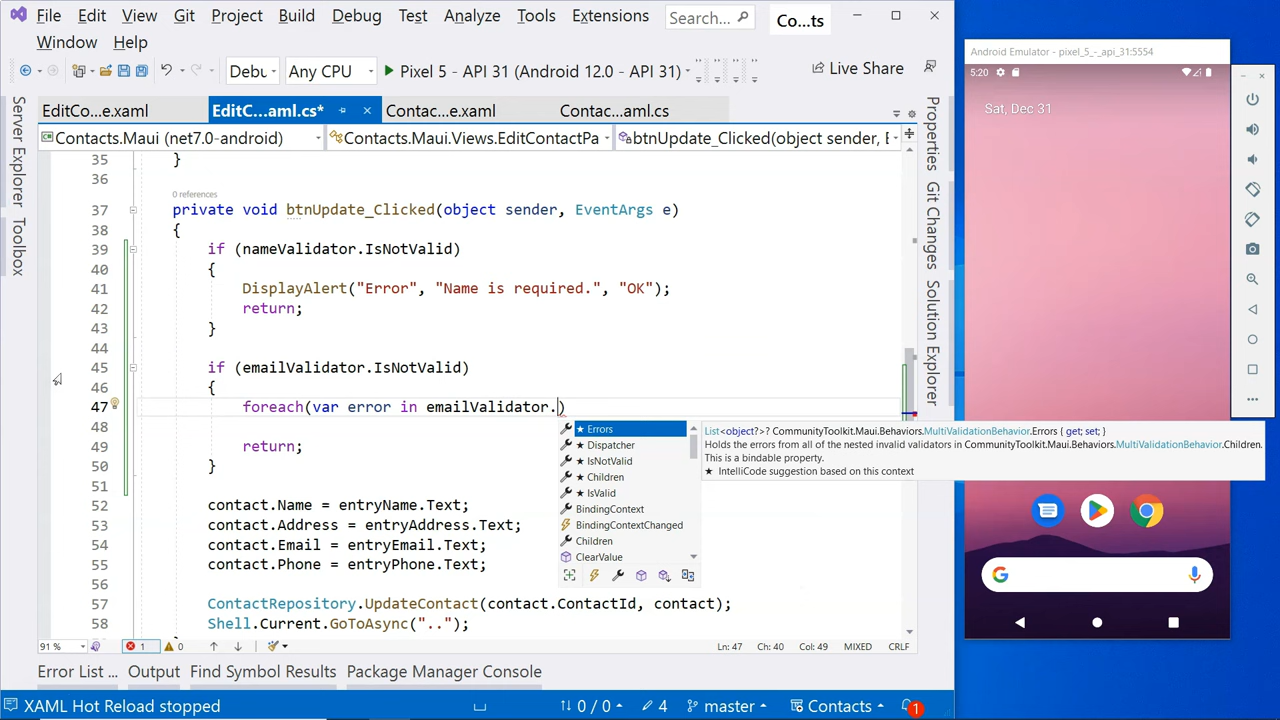 File Edit View Git Project Build Debug Test Analyze Tools Extensions Search... Co...ts
Window Help
Debu Any CPU Pixel 5 - API 31 (Android 12.0 - API 31) Live Share
EditCo...e.xaml EditC...aml.cs* Contac...e.xaml Contac...aml.cs
Contacts.Maui (net7.0-android) Contacts.Maui.Views.EditContactPa btnUpdate_Clicked(object sender, E
Server Explorer
Toolbox
35 }
36
0 references
37 private void btnUpdate_Clicked(object sender, EventArgs e)
38 {
39 if (nameValidator.IsNotValid)
40 {
41 DisplayAlert("Error", "Name is required.", "OK");
42 return;
43 }
44
45 if (emailValidator.IsNotValid)
46 {
47 foreach(var error in emailValidator.)
48
49 return;
50 }
51
52 contact.Name = entryName.Text;
53 contact.Address = entryAddress.Text;
54 contact.Email = entryEmail.Text;
55 contact.Phone = entryPhone.Text;
56
57 ContactRepository.UpdateContact(contact.ContactId, contact);
58 Shell.Current.GoToAsync("..");
★ Errors
★ Dispatcher
★ IsNotValid
★ Children
★ IsValid
BindingContext
BindingContextChanged
Children
ClearValue
List<object?>? CommunityToolkit.Maui.Behaviors.MultiValidationBehavior.Errors { get; set; }
Holds the errors from all of the nested invalid validators in CommunityToolkit.Maui.Behaviors.MultiValidationBehavior.Children.
This is a bindable property.
★ IntelliCode suggestion based on this context
Properties
Git Changes
Solution Explorer
91 % 1 0 Ln: 47 Ch: 40 Col: 49 MIXED CRLF
Error List ... Output Find Symbol Results Package Manager Console
XAML Hot Reload stopped 0 / 0 4 master Contacts 1
Android Emulator - pixel_5_-_api_31:5554
5:20
Sat, Dec 31